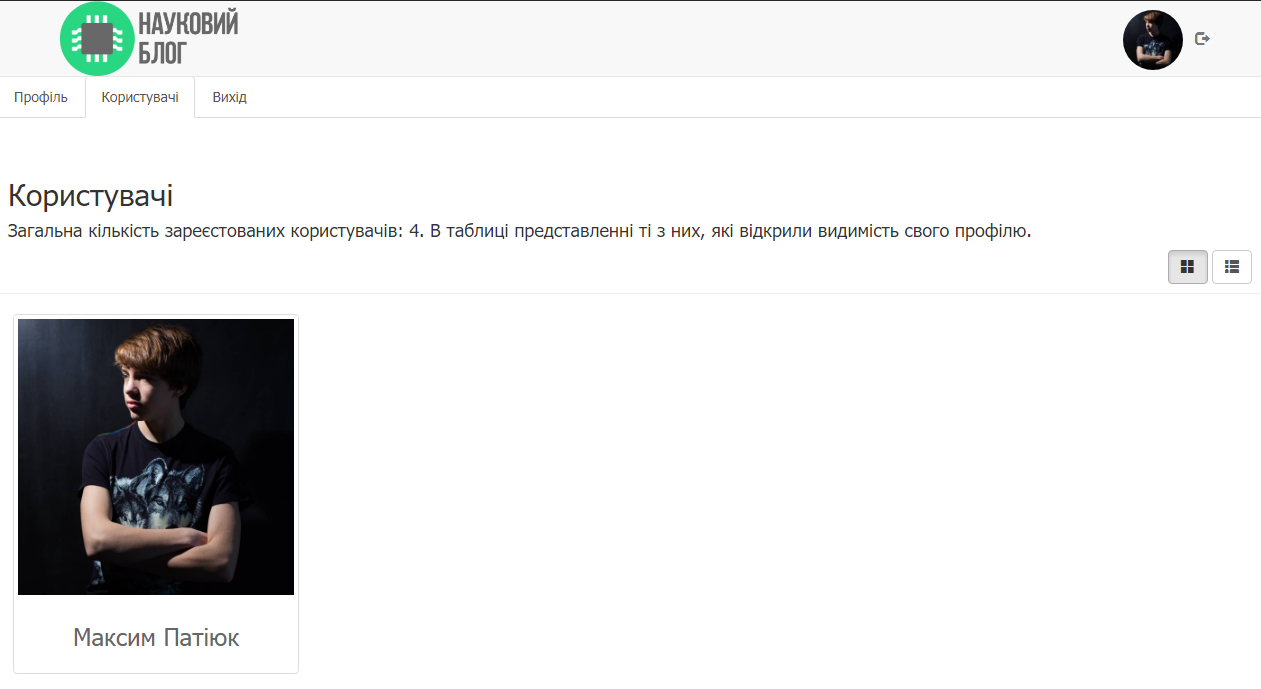 НАУКОВИЙ
БЛОГ
Профіль
Користувачі
Вихід
Користувачі
Загальна кількість зареєстованих користувачів: 4. В таблиці представленні ті з них, які відкрили видимість свого профілю.
Максим Патіюк